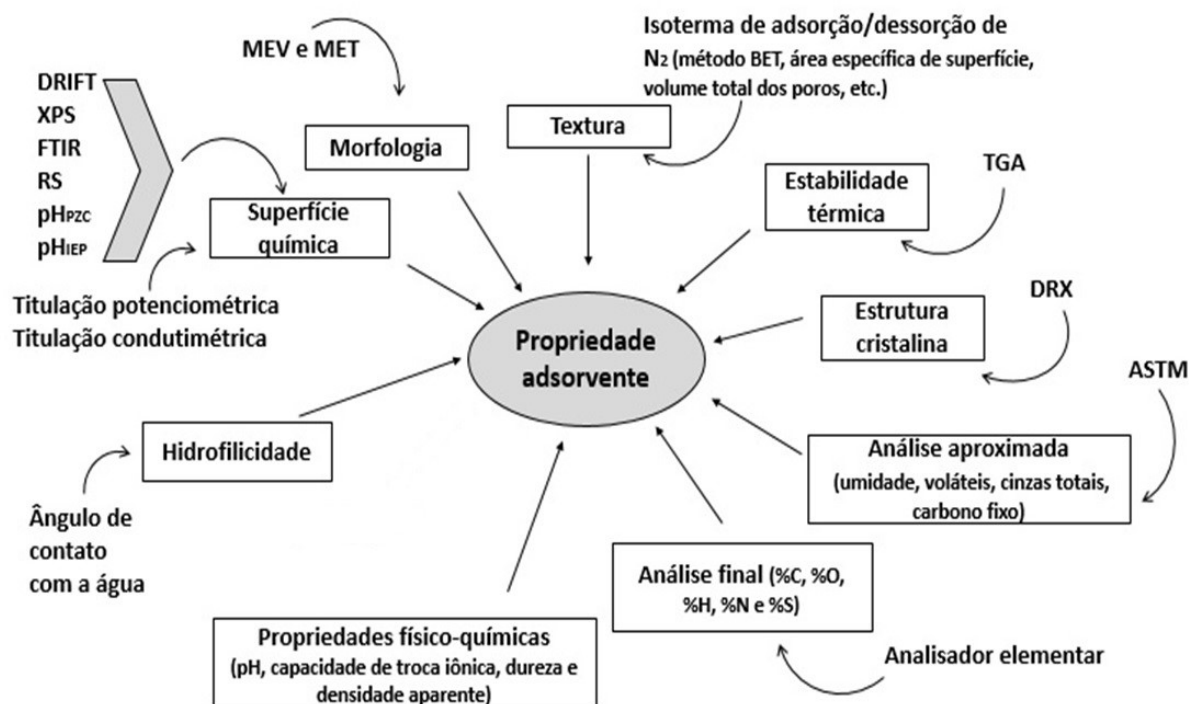 MEV e MET
Isoterma de adsorção/dessorção de
N2 (método BET, área específica de superfície,
volume total dos poros, etc.)
DRIFT
XPS
FTIR
RS
pHPZC
pHIEP
Morfologia
Textura
Estabilidade
térmica
TGA
Superfície
química
Titulação potenciométrica
Titulação condutimétrica
Propriedade
adsorvente
Estrutura
cristalina
DRX
ASTM
Hidrofilicidade
Ângulo de
contato
com a água
Análise aproximada
(umidade, voláteis, cinzas totais,
carbono fixo)
Análise final (%C, %O,
%H, %N e %S)
Propriedades físico-químicas
(pH, capacidade de troca iônica, dureza e
densidade aparente)
Analisador elementar